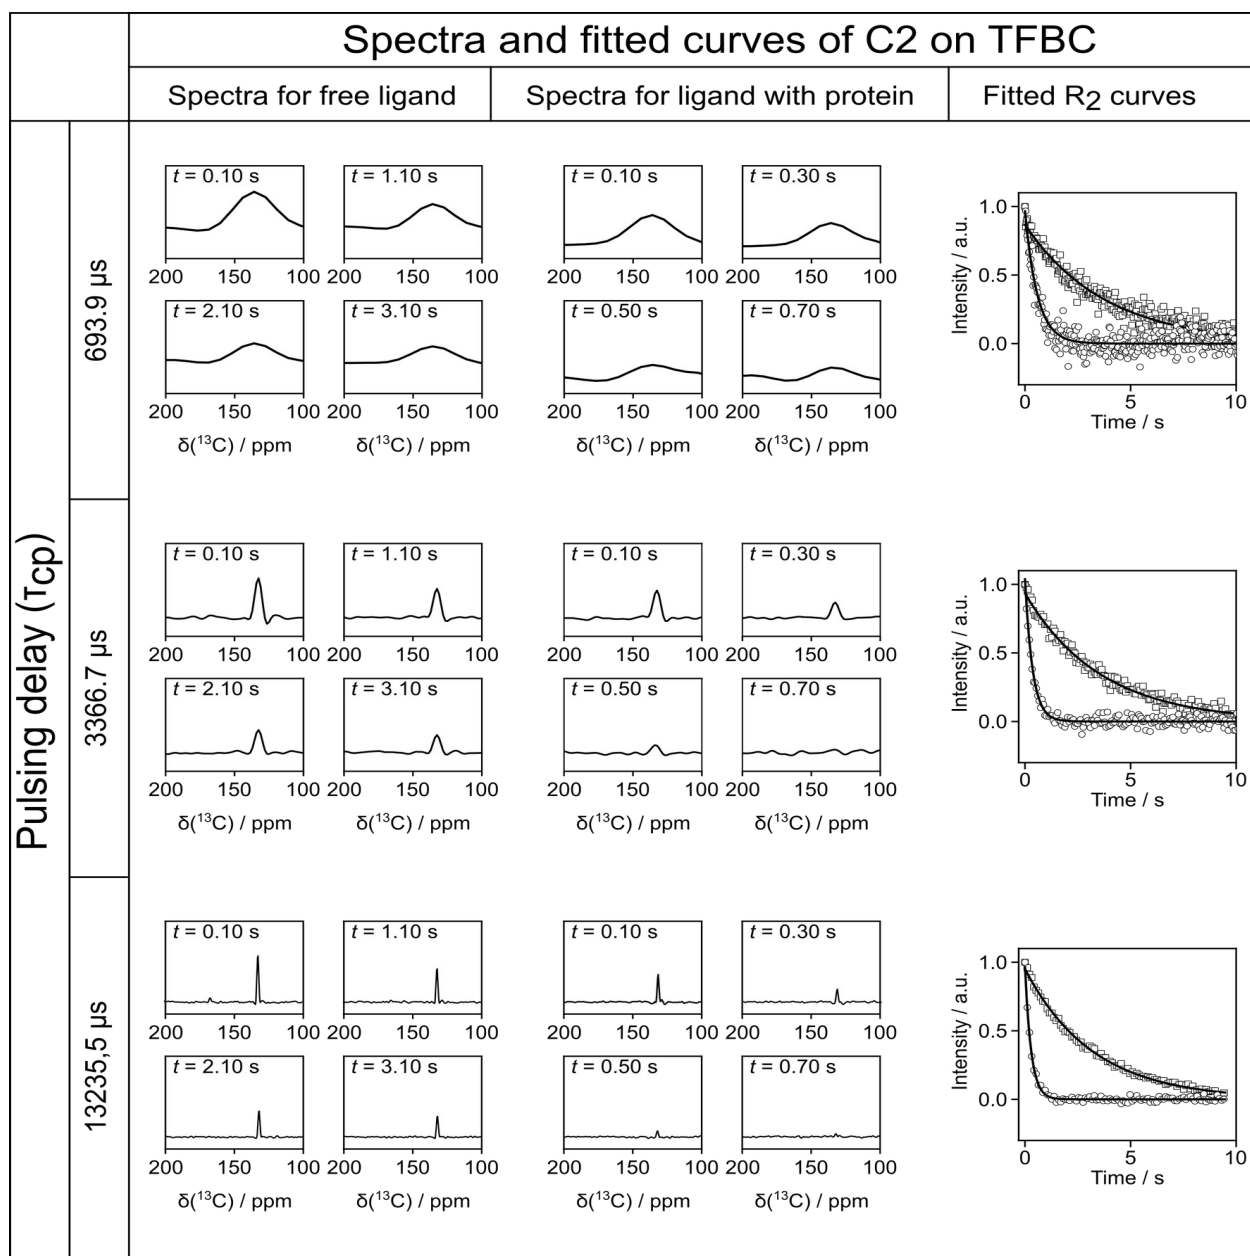 Spectra and fitted curves of C2 on TFBC
Spectra for free ligand
Spectra for ligand with protein
Fitted R2 curves
Pulsing delay (τcp)
693.9 µs
t = 0.10 s
200 150 100
t = 1.10 s
200 150 100
t = 2.10 s
200 150 100
δ(¹³C) / ppm
t = 3.10 s
200 150 100
δ(¹³C) / ppm
t = 0.10 s
200 150 100
t = 0.30 s
200 150 100
t = 0.50 s
200 150 100
δ(¹³C) / ppm
t = 0.70 s
200 150 100
δ(¹³C) / ppm
Intensity / a.u.
1.0
0.5
0.0
0 5 10
Time / s
3366.7 µs
t = 0.10 s
200 150 100
t = 1.10 s
200 150 100
t = 2.10 s
200 150 100
δ(¹³C) / ppm
t = 3.10 s
200 150 100
δ(¹³C) / ppm
t = 0.10 s
200 150 100
t = 0.30 s
200 150 100
t = 0.50 s
200 150 100
δ(¹³C) / ppm
t = 0.70 s
200 150 100
δ(¹³C) / ppm
Intensity / a.u.
1.0
0.5
0.0
0 5 10
Time / s
13235,5 µs
t = 0.10 s
200 150 100
t = 1.10 s
200 150 100
t = 2.10 s
200 150 100
δ(¹³C) / ppm
t = 3.10 s
200 150 100
δ(¹³C) / ppm
t = 0.10 s
200 150 100
t = 0.30 s
200 150 100
t = 0.50 s
200 150 100
δ(¹³C) / ppm
t = 0.70 s
200 150 100
δ(¹³C) / ppm
Intensity / a.u.
1.0
0.5
0.0
0 5 10
Time / s